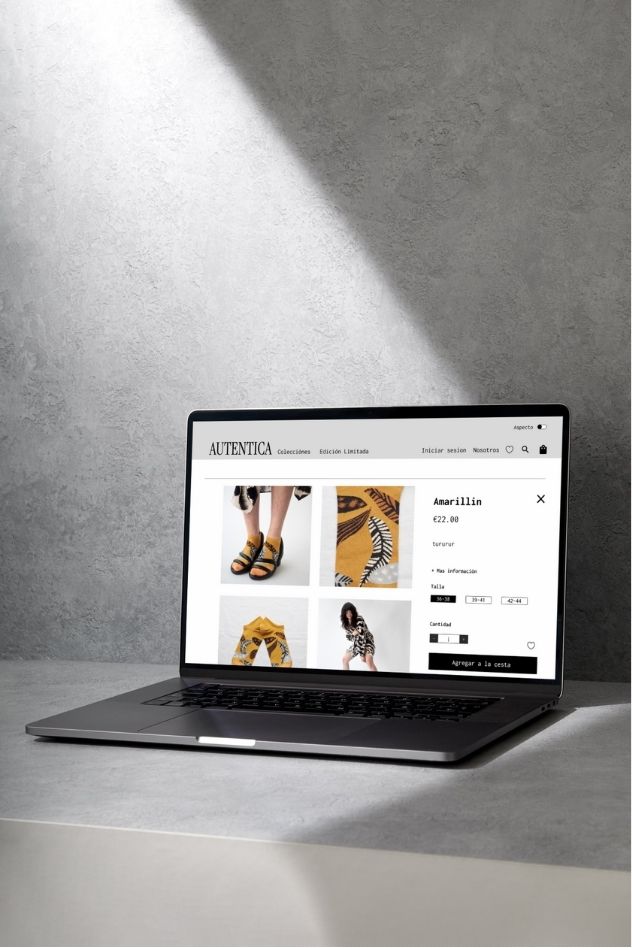 Aspecto
AUTENTICA Colecciónes Edición Limitada Iniciar sesion Nosotros
Amarillin
€22.00
tururur
+ Mas información
Talla
36-38 39-41 42-44
Cantidad
- 1 +
Agregar a la cesta